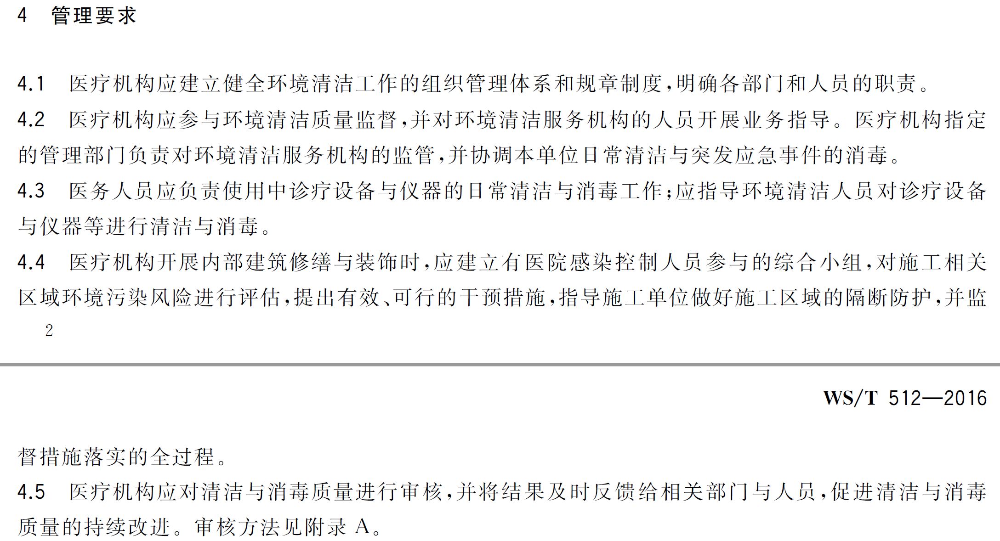 4 管理要求
4.1 医疗机构应建立健全环境清洁工作的组织管理体系和规章制度,明确各部门和人员的职责。
4.2 医疗机构应参与环境清洁质量监督,并对环境清洁服务机构的人员开展业务指导。医疗机构指定
的管理部门负责对环境清洁服务机构的监管,并协调本单位日常清洁与突发应急事件的消毒。
4.3 医务人员应负责使用中诊疗设备与仪器的日常清洁与消毒工作;应指导环境清洁人员对诊疗设备
与仪器等进行清洁与消毒。
4.4 医疗机构开展内部建筑修缮与装饰时,应建立有医院感染控制人员参与的综合小组,对施工相关
区域环境污染风险进行评估,提出有效、可行的干预措施,指导施工单位做好施工区域的隔断防护,并监
2
WS/T 512—2016
督措施落实的全过程。
4.5 医疗机构应对清洁与消毒质量进行审核,并将结果及时反馈给相关部门与人员,促进清洁与消毒
质量的持续改进。审核方法见附录 A。